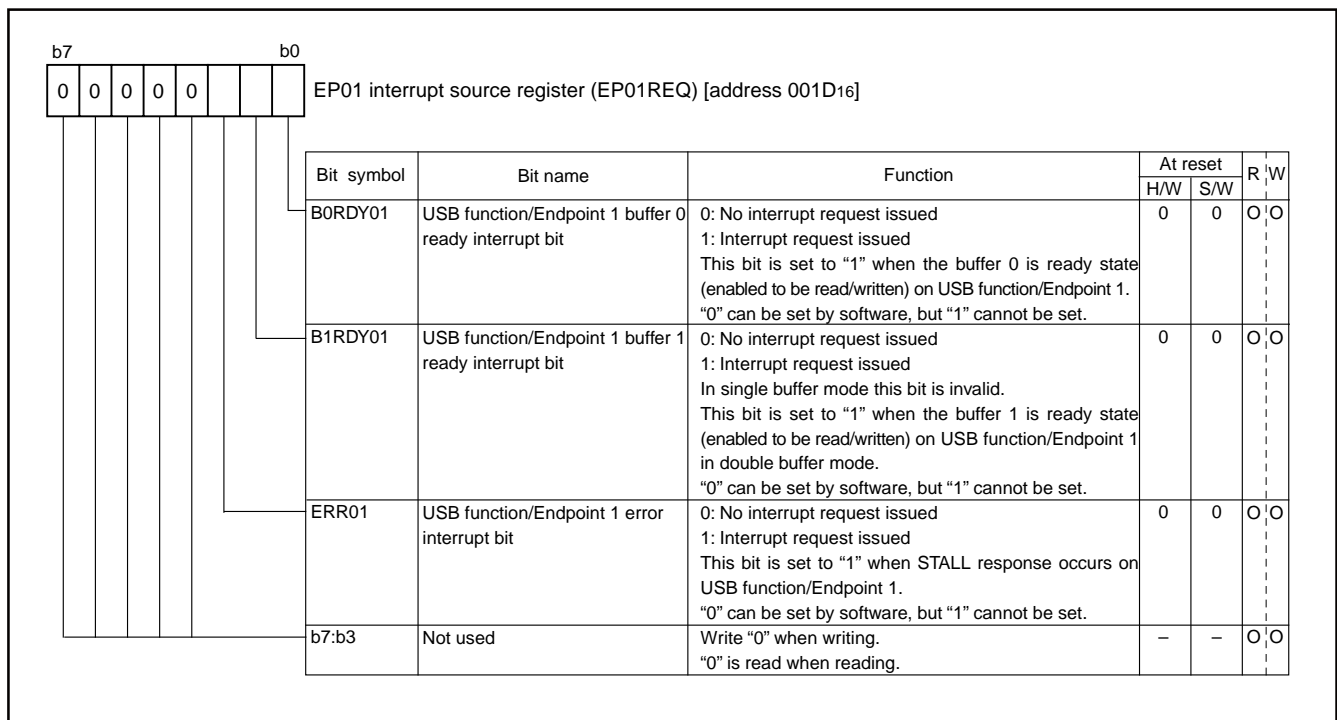 b7 b0
0 0 0 0 0
EP01 interrupt source register (EP01REQ) [address 001D16]
Bit symbol Bit name Function At reset R W
H/W S/W
B0RDY01 USB function/Endpoint 1 buffer 0 0: No interrupt request issued 0 0 O O
ready interrupt bit 1: Interrupt request issued
This bit is set to “1” when the buffer 0 is ready state
(enabled to be read/written) on USB function/Endpoint 1.
“0” can be set by software, but “1” cannot be set.
B1RDY01 USB function/Endpoint 1 buffer 1 0: No interrupt request issued 0 0 O O
ready interrupt bit 1: Interrupt request issued
In single buffer mode this bit is invalid.
This bit is set to “1” when the buffer 1 is ready state
(enabled to be read/written) on USB function/Endpoint 1
in double buffer mode.
“0” can be set by software, but “1” cannot be set.
ERR01 USB function/Endpoint 1 error 0: No interrupt request issued 0 0 O O
interrupt bit 1: Interrupt request issued
This bit is set to “1” when STALL response occurs on
USB function/Endpoint 1.
“0” can be set by software, but “1” cannot be set.
b7:b3 Not used Write “0” when writing. – – O O
“0” is read when reading.